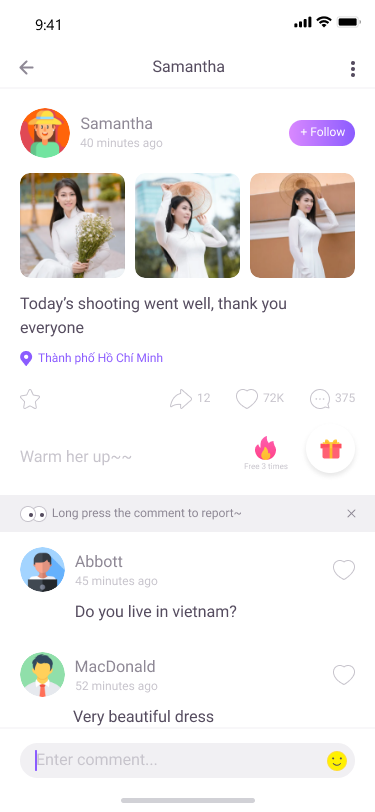 9:41
Samantha
Samantha
40 minutes ago
+ Follow
Today's shooting went well, thank you
everyone
Thành phố Hồ Chí Minh
12
72K
375
Warm her up~~
Free 3 times
Long press the comment to report~
Abbott
45 minutes ago
Do you live in vietnam?
MacDonald
52 minutes ago
Very beautiful dress
Enter comment...